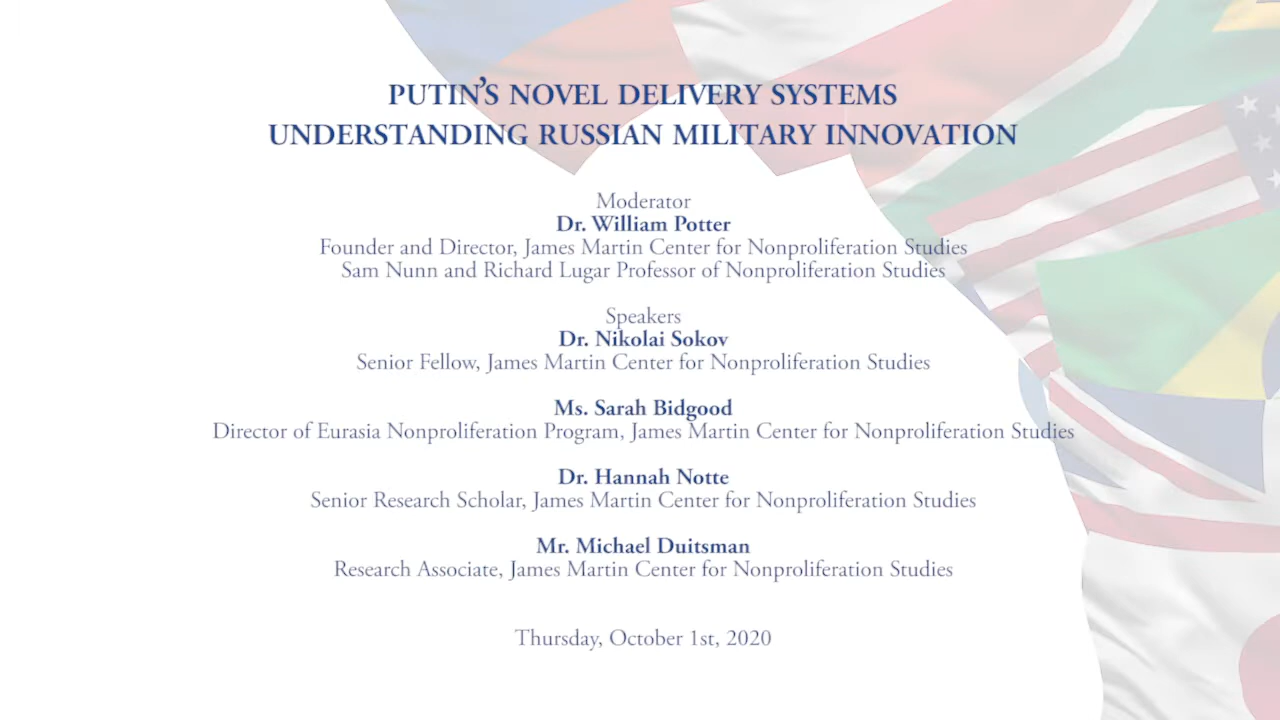 PUTIN'S NOVEL DELIVERY SYSTEMS
UNDERSTANDING RUSSIAN MILITARY INNOVATION
Moderator
Dr. William Potter
Founder and Director, James Martin Center for Nonproliferation Studies
Sam Nunn and Richard Lugar Professor of Nonproliferation Studies
Speakers
Dr. Nikolai Sokov
Senior Fellow, James Martin Center for Nonproliferation Studies
Ms. Sarah Bidgood
Director of Eurasia Nonproliferation Program, James Martin Center for Nonproliferation Studies
Dr. Hannah Notte
Senior Research Scholar, James Martin Center for Nonproliferation Studies
Mr. Michael Duitsman
Research Associate, James Martin Center for Nonproliferation Studies
Thursday, October 1st, 2020